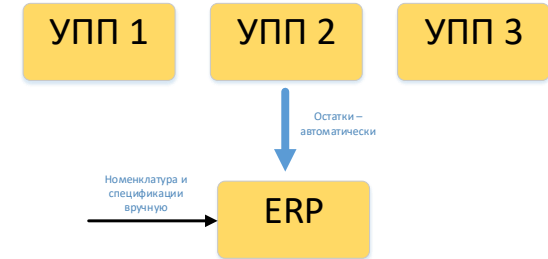 УПП 1
УПП 2
УПП 3
Остатки –
автоматически
Номенклатура и
спецификации
вручную
ERP